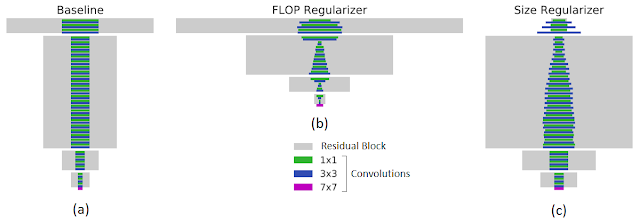 Baseline
FLOP Regularizer
Size Regularizer
(a)
(b)
(c)
Residual Block
1x1
3x3
7x7
Convolutions